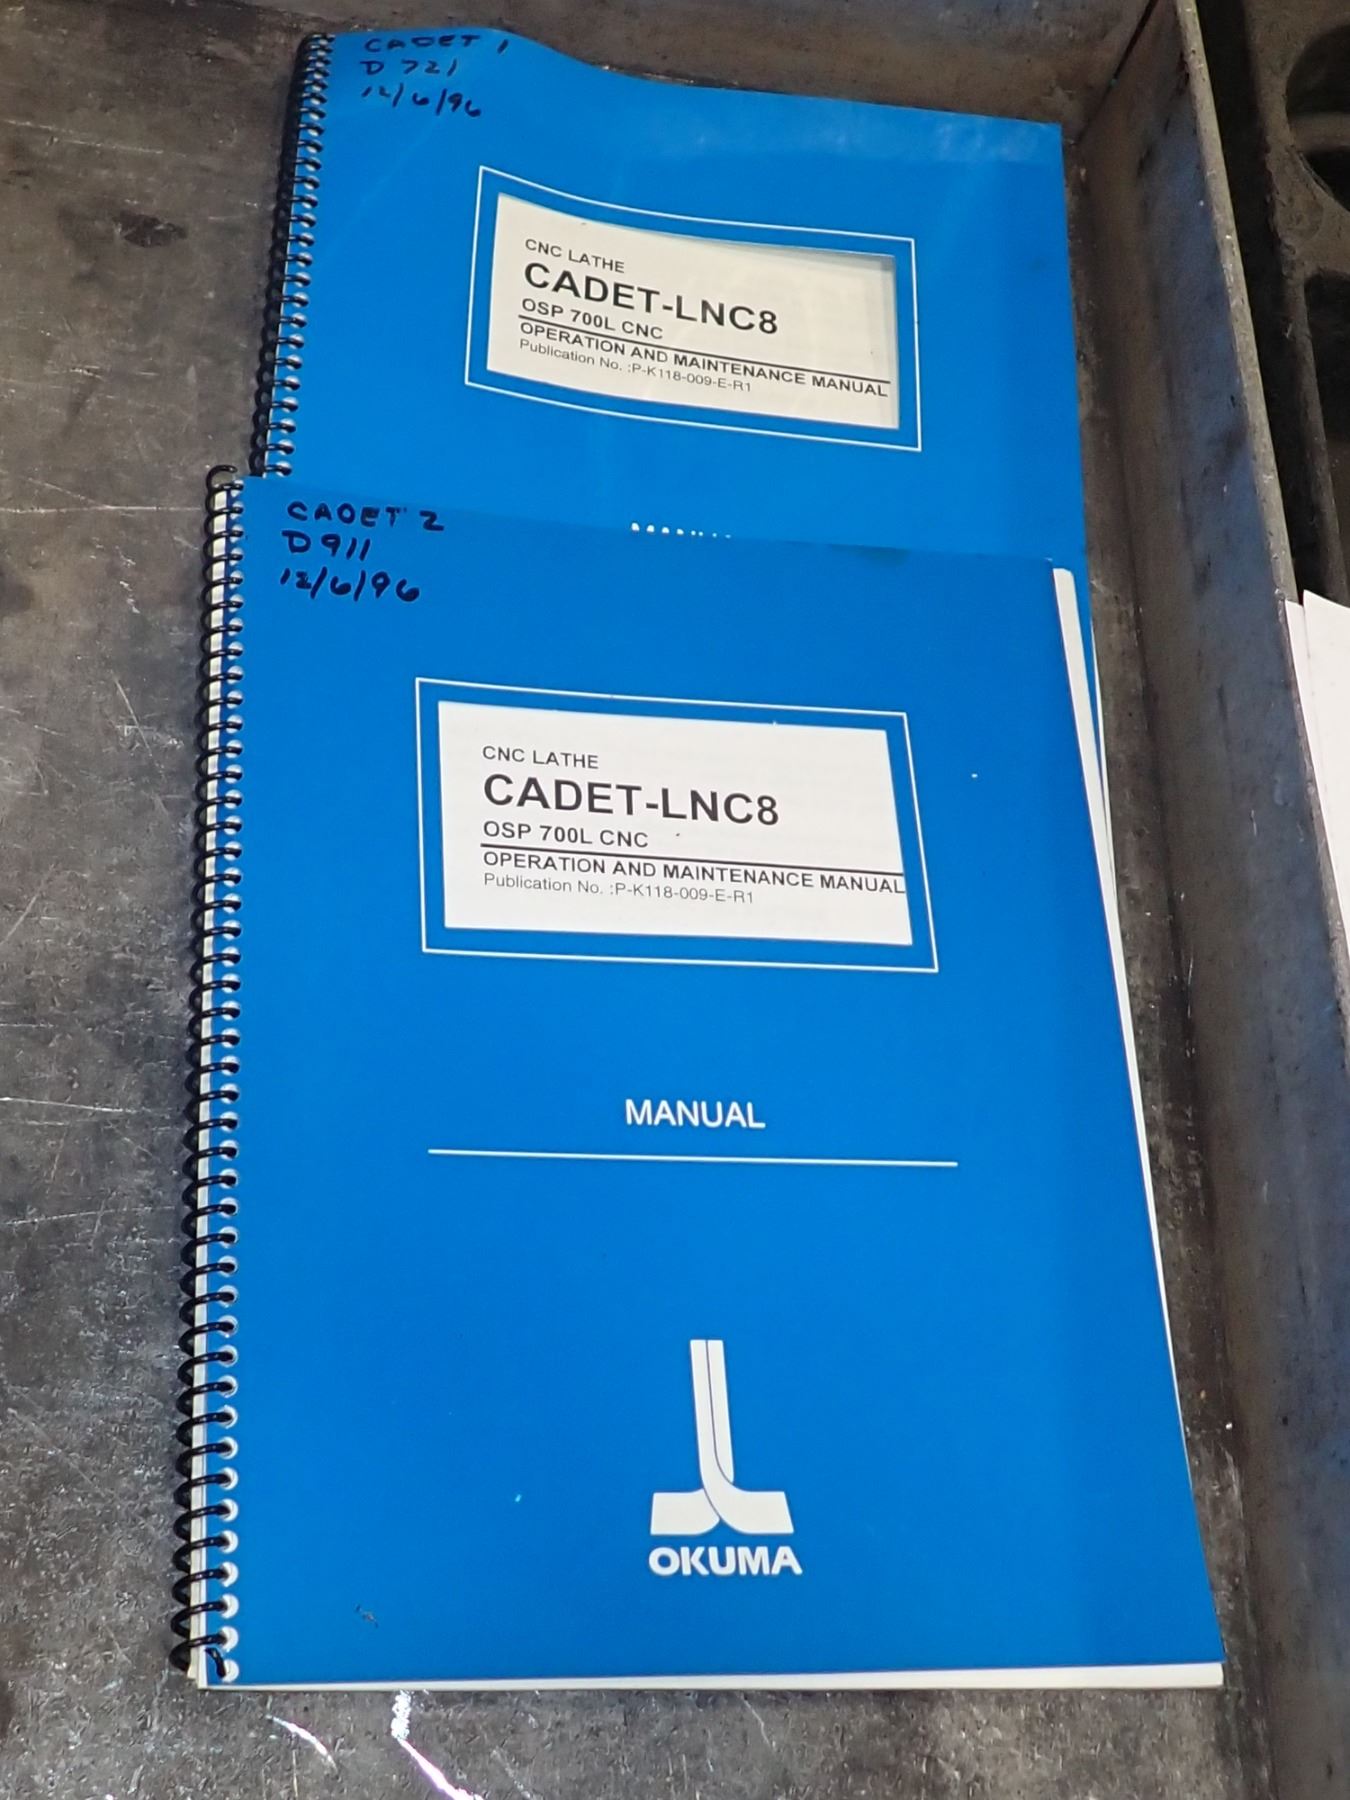 CADET 1
D 721
12/6/96
CNC LATHE
CADET-LNC8
OSP 700L CNC
OPERATION AND MAINTENANCE MANUAL
Publication No. :P-K118-009-E-R1
CADET 2
D911
12/6/96
CNC LATHE
CADET-LNC8
OSP 700L CNC
OPERATION AND MAINTENANCE MANUAL
Publication No. :P-K118-009-E-R1
MANUAL
OKUMA